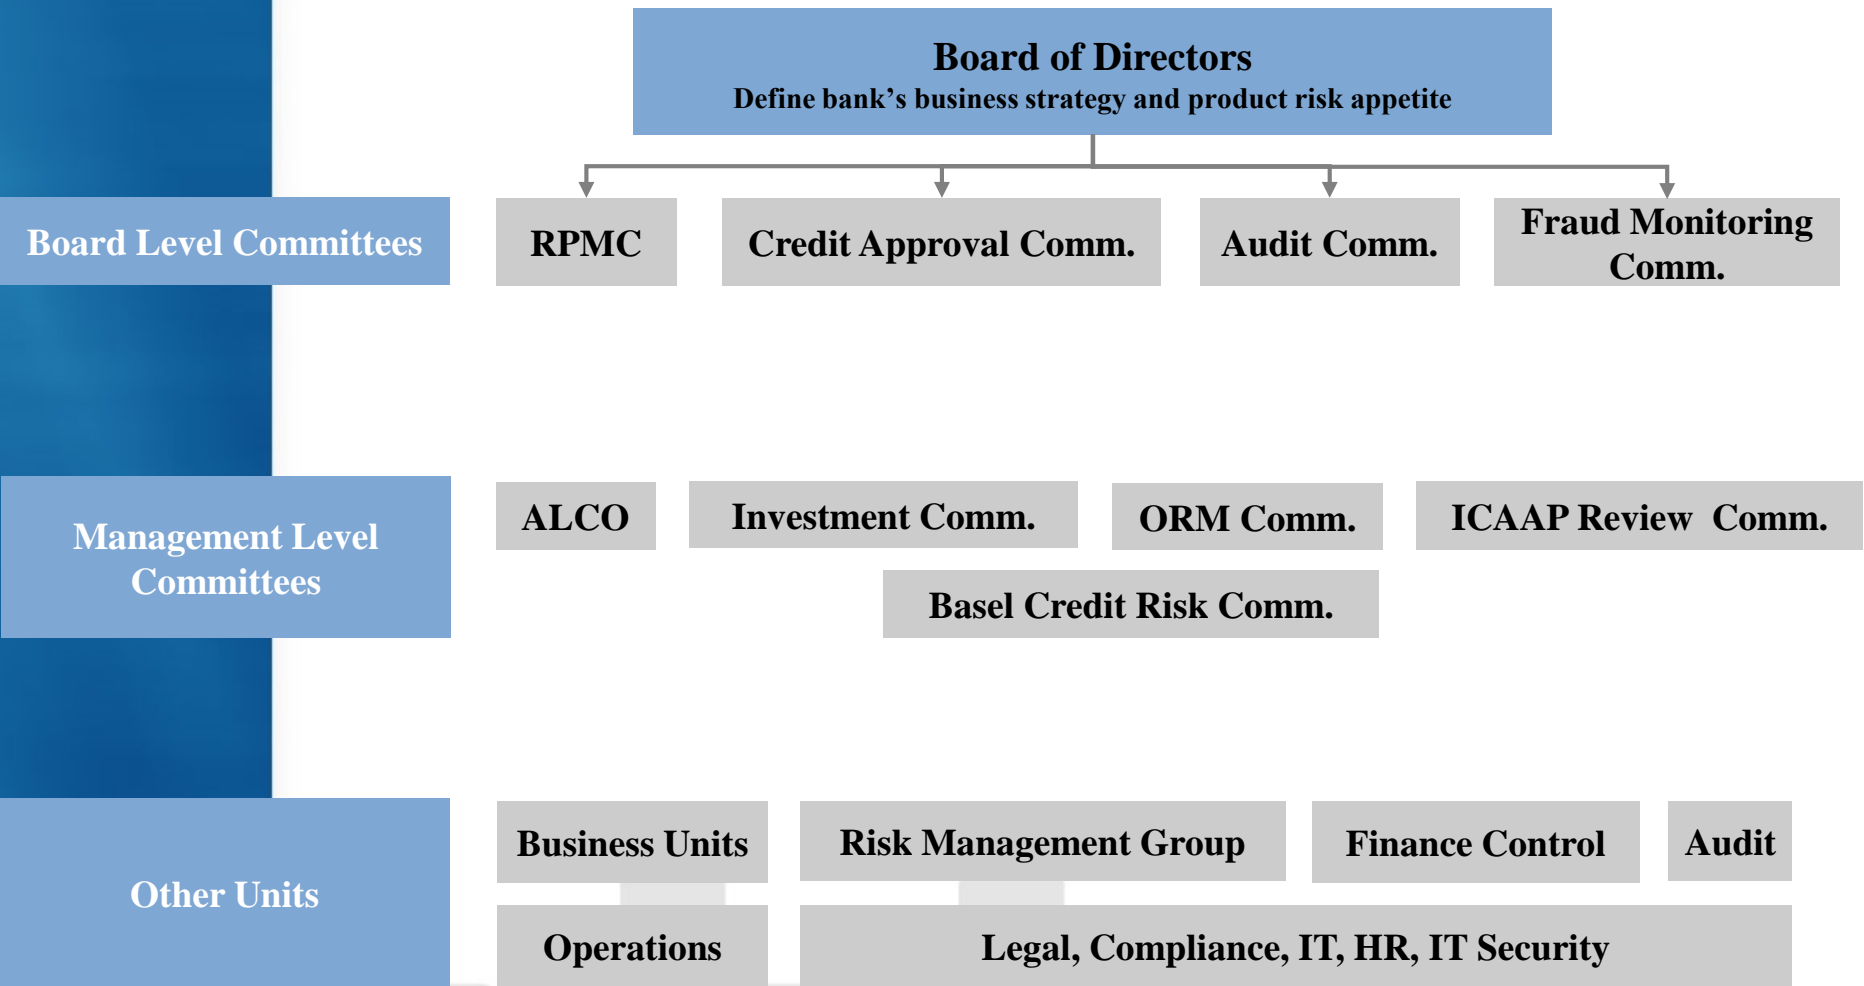 Board of Directors
Define bank’s business strategy and product risk appetite
Board Level Committees
RPMC
Credit Approval Comm.
Audit Comm.
Fraud Monitoring
Comm.
Management Level
Committees
ALCO
Investment Comm.
ORM Comm.
ICAAP Review Comm.
Basel Credit Risk Comm.
Other Units
Business Units
Risk Management Group
Finance Control
Audit
Operations
Legal, Compliance, IT, HR, IT Security